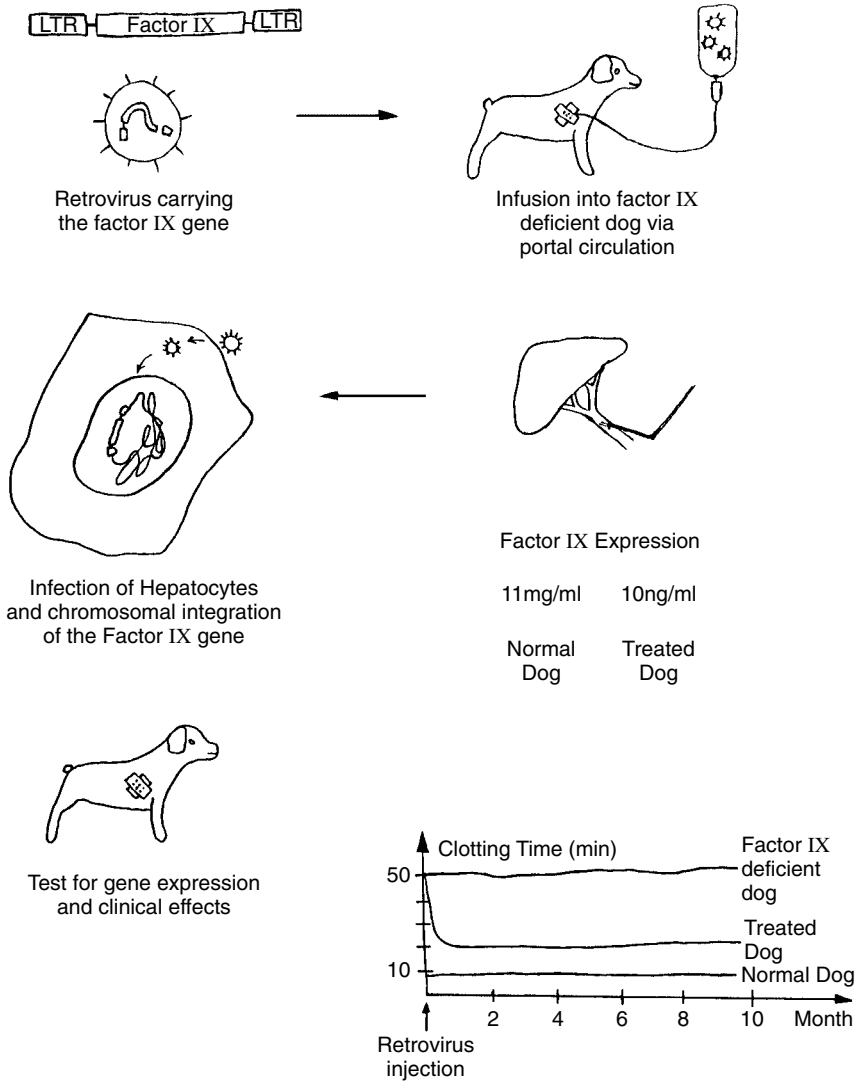 LTR Factor IX LTR
Retrovirus carrying
the factor IX gene
Infusion into factor IX
deficient dog via
portal circulation
Infection of Hepatocytes
and chromosomal integration
of the Factor IX gene
Factor IX Expression
11mg/ml 10ng/ml
Normal Treated
Dog Dog
Test for gene expression
and clinical effects
Clotting Time (min)
50
10
Factor IX
deficient
dog
Treated
Dog
Normal Dog
2 4 6 8 10 Month
Retrovirus
injection